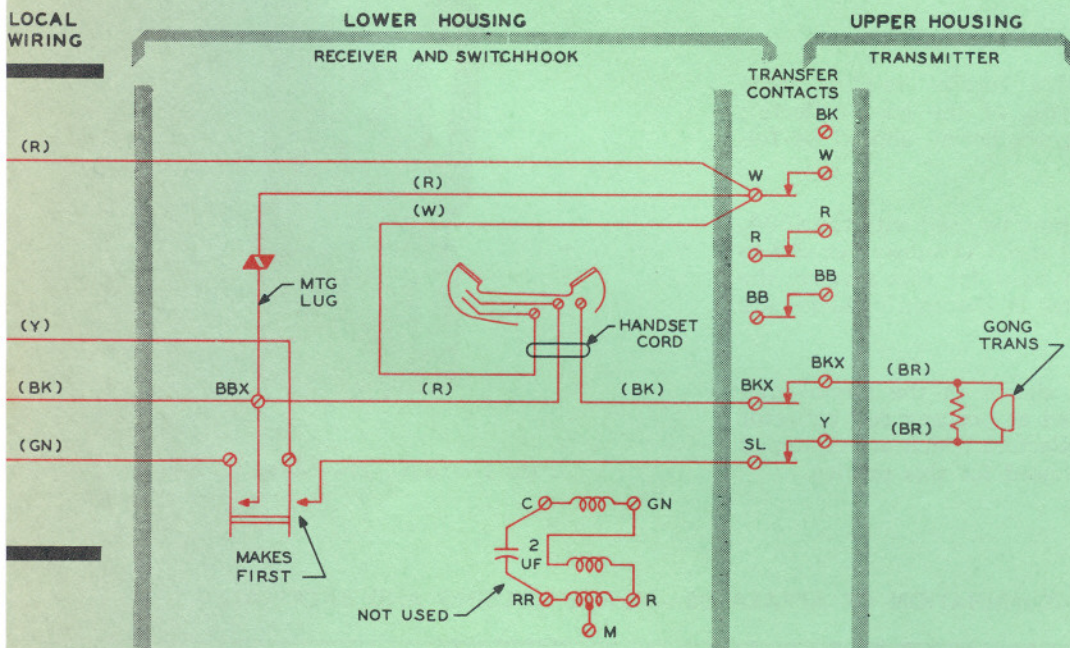 LOCAL
WIRING
LOWER HOUSING
RECEIVER AND SWITCHHOOK
UPPER HOUSING
TRANSMITTER
TRANSFER
CONTACTS
BK
(R)
W
W
(R)
(W)
R
R
MTG
LUG
BB
BB
(Y)
HANDSET
CORD
GONG
TRANS
(BK)
BBX
(R)
(BK)
BKX
BKX
(BR)
(GN)
SL
Y
(BR)
C
GN
2
UF
MAKES
FIRST
NOT USED
RR
R
M